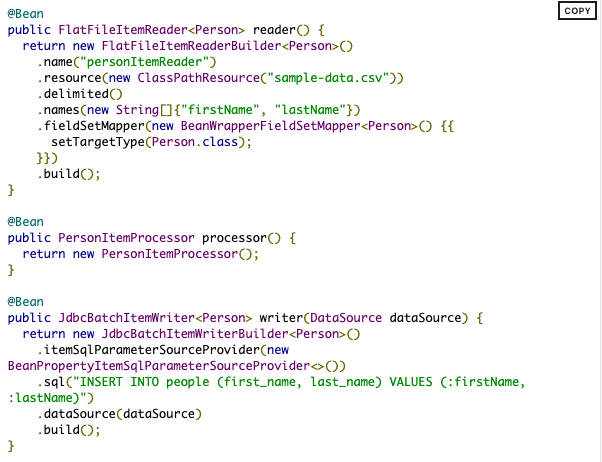 COPY
@Bean
public FlatFileItemReader<Person> reader() {
  return new FlatFileItemReaderBuilder<Person>()
    .name("personItemReader")
    .resource(new ClassPathResource("sample-data.csv"))
    .delimited()
    .names(new String[]{"firstName", "lastName"})
    .fieldSetMapper(new BeanWrapperFieldSetMapper<Person>() {{
      setTargetType(Person.class);
    }})
    .build();
}

@Bean
public PersonItemProcessor processor() {
  return new PersonItemProcessor();
}

@Bean
public JdbcBatchItemWriter<Person> writer(DataSource dataSource) {
  return new JdbcBatchItemWriterBuilder<Person>()
    .itemSqlParameterSourceProvider(new
BeanPropertyItemSqlParameterSourceProvider<>())
    .sql("INSERT INTO people (first_name, last_name) VALUES (:firstName,
:lastName)")
    .dataSource(dataSource)
    .build();
}